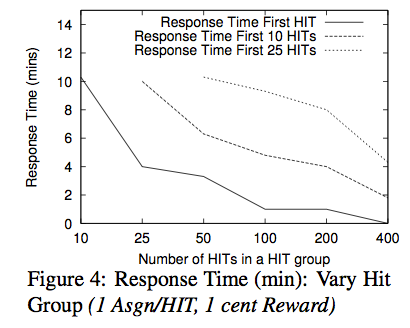 14
12
10
8
6
4
2
0
Response Time (mins)
Response Time First HIT
Response Time First 10 HITs
Response Time First 25 HITs
10 25 50 100 200 400
Number of HITs in a HIT group
Figure 4: Response Time (min): Vary Hit
Group (1 Asgn/HIT, 1 cent Reward)